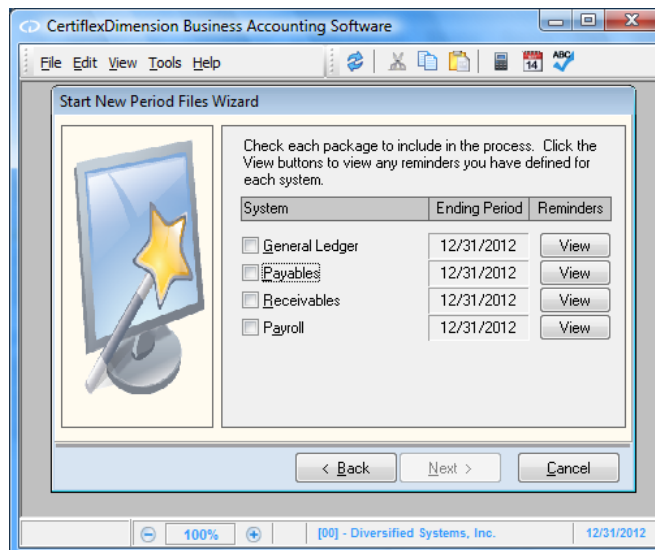 CertiflexDimension Business Accounting Software
File Edit View Tools Help
14
ABC
Start New Period Files Wizard
Check each package to include in the process. Click the
View buttons to view any reminders you have defined for
each system.
System Ending Period Reminders
General Ledger 12/31/2012 View
Payables 12/31/2012 View
Receivables 12/31/2012 View
Payroll 12/31/2012 View
< Back Next > Cancel
100% [00] - Diversified Systems, Inc. 12/31/2012